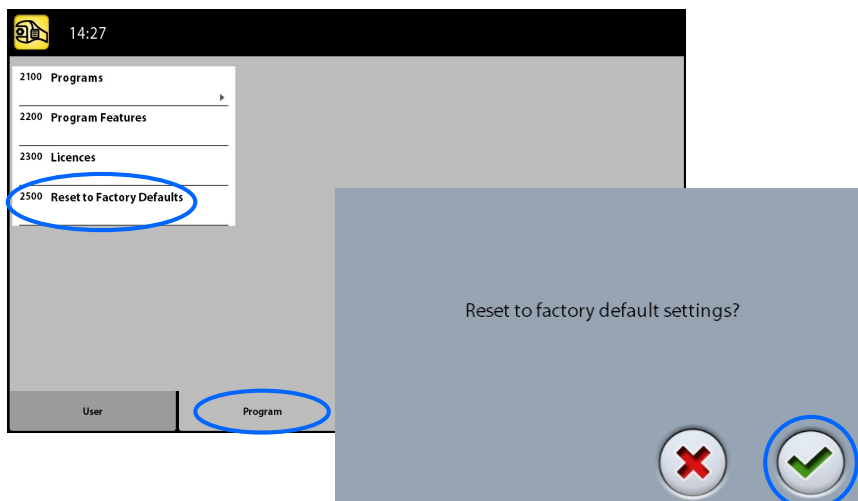 14:27
2100 Programs
2200 Program Features
2300 Licences
2500 Reset to Factory Defaults
Reset to factory default settings?
User
Program